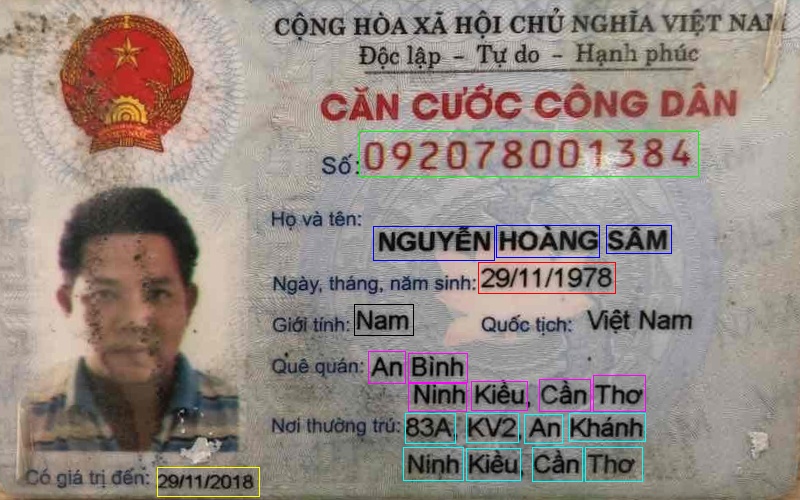 CỘNG HÒA XÃ HỘI CHỦ NGHĨA VIỆT NAM
Độc lập - Tự do - Hạnh phúc
CĂN CƯỚC CÔNG DÂN
Số: 092078001384
Họ và tên:
NGUYỄN HOÀNG SÂM
Ngày, tháng, năm sinh: 29/11/1978
Giới tính: Nam Quốc tịch: Việt Nam
Quê quán: An Bình
Ninh Kiều, Cần Thơ
Nơi thường trú: 83A, KV2, An Khánh
Ninh Kiều, Cần Thơ
Có giá trị đến: 29/11/2018